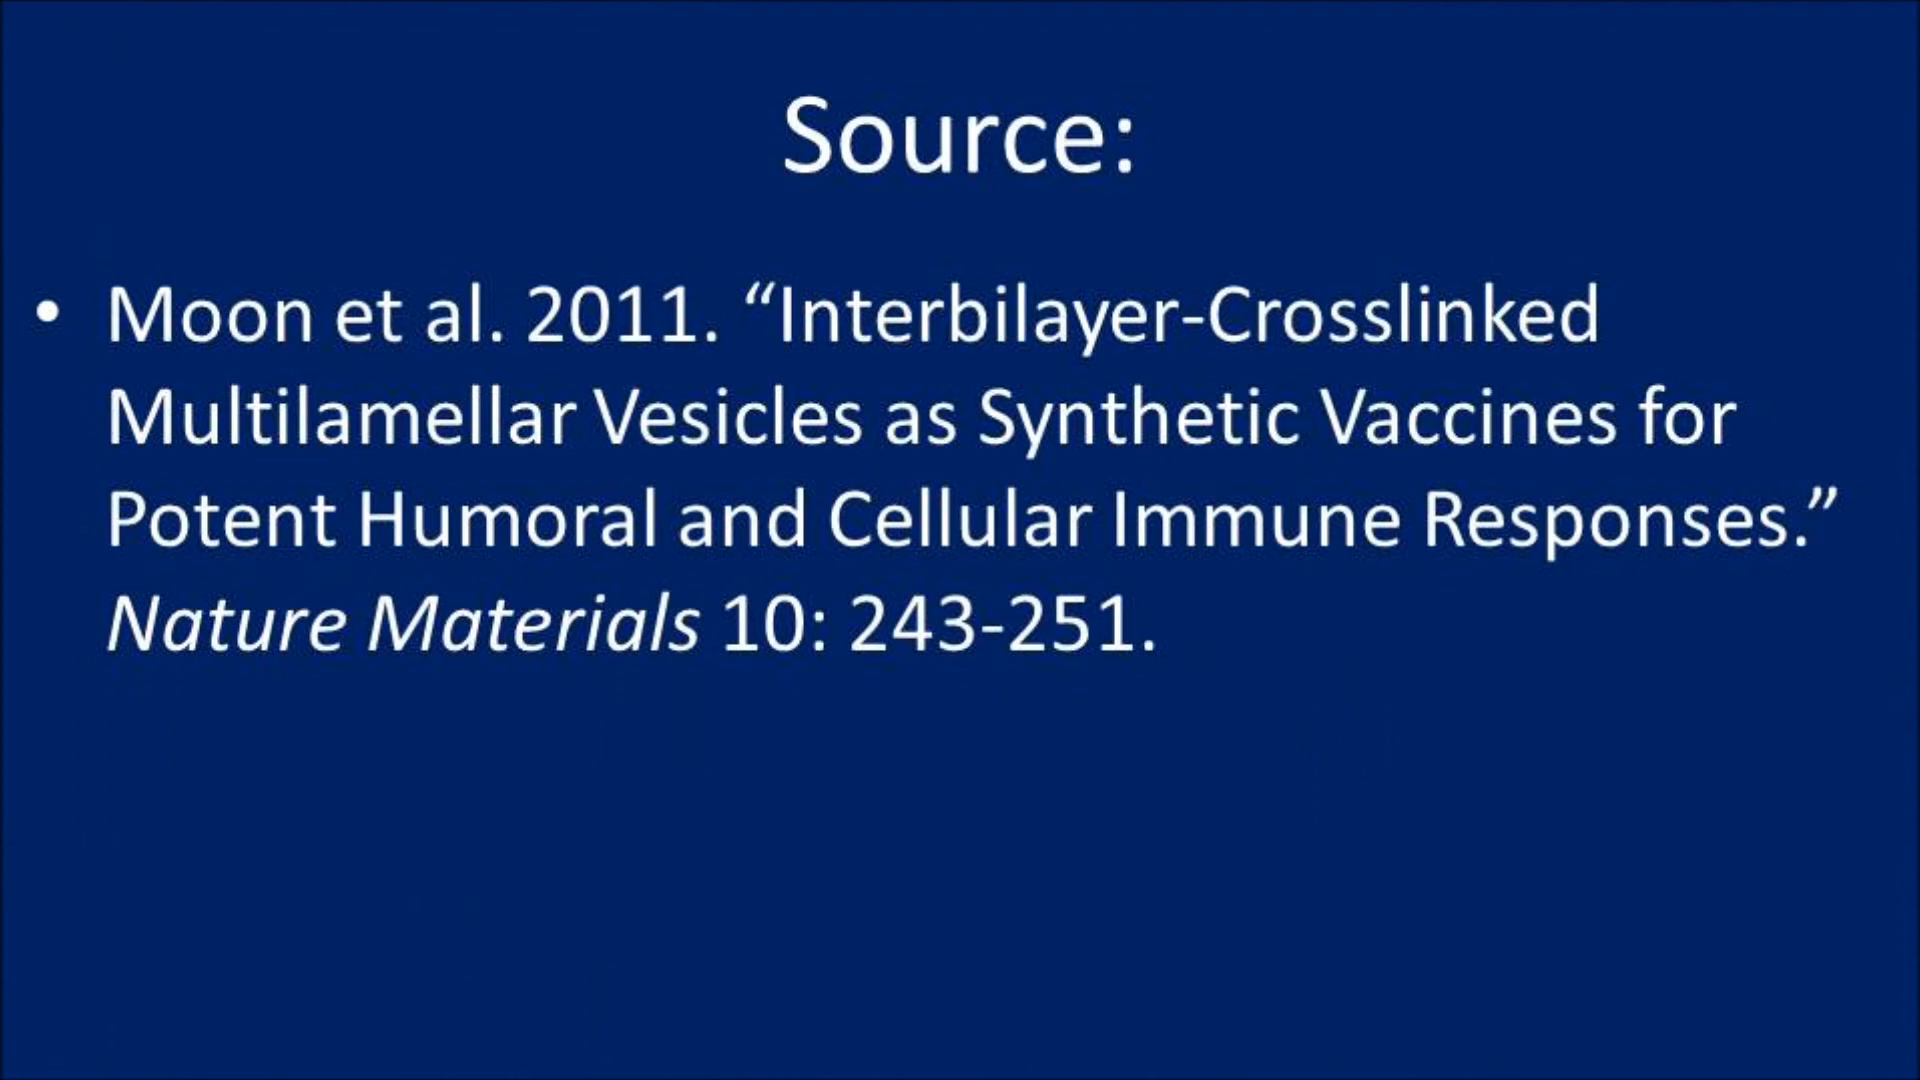 Source:
• Moon et al. 2011. “Interbilayer-Crosslinked
Multilamellar Vesicles as Synthetic Vaccines for
Potent Humoral and Cellular Immune Responses.”
Nature Materials 10: 243-251.